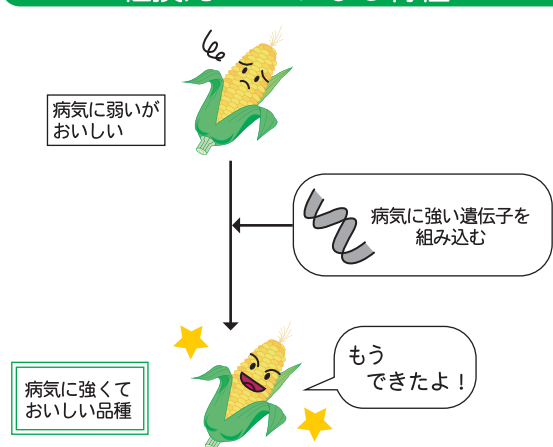 病気に弱いが
おいしい
病気に強い遺伝子を
組み込む
もう
できたよ！
病気に強くて
おいしい品種